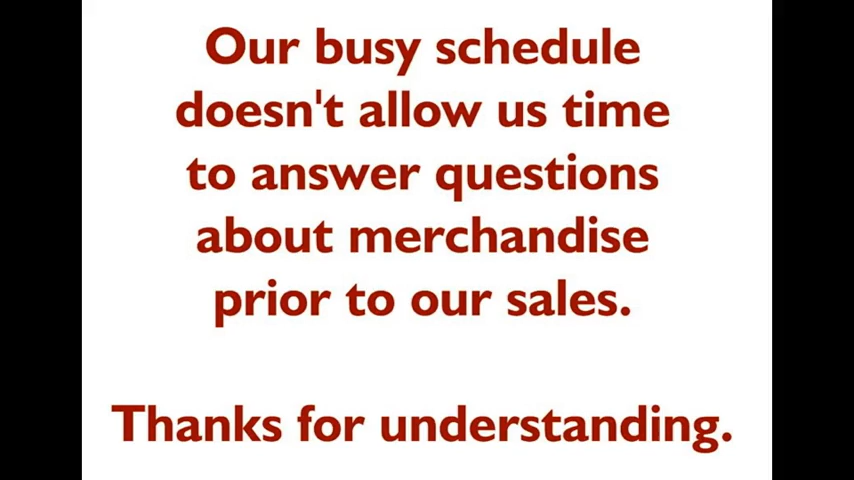 Our busy schedule
doesn't allow us time
to answer questions
about merchandise
prior to our sales.
Thanks for understanding.